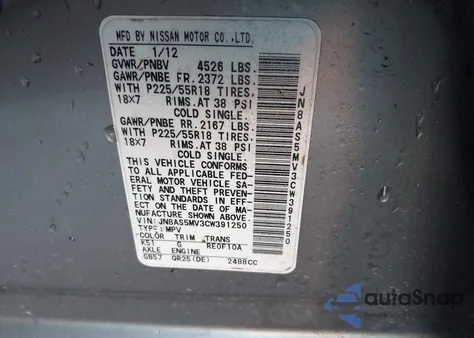 MFD BY NISSAN MOTOR CO.,LTD.
DATE 1/12
GVWR/PNBV 4526 LBS.
GAWR/PNBE FR. 2372 LBS.
WITH P225/55R18 TIRES,
18X7 RIMS.AT 38 PSI
COLD SINGLE.
GAWR/PNBE RR. 2167 LBS.
WITH P225/55R18 TIRES,
18X7 RIMS.AT 38 PSI
COLD SINGLE.
THIS VEHICLE CONFORMS
TO ALL APPLICABLE FED-
ERAL MOTOR VEHICLE SA-
FETY AND THEFT PREVEN-
TION STANDARDS IN EFF-
ECT ON THE DATE OF MA-
NUFACTURE SHOWN ABOVE.
VIN: JN8AS5MV3CW391250
TYPE: MPV
COLOR TRIM TRANS
K51 G RE0F10A
AXLE ENGINE
GB57 QR25(DE) 2488CC
JN8AS5MV3CW391250
autoSnap